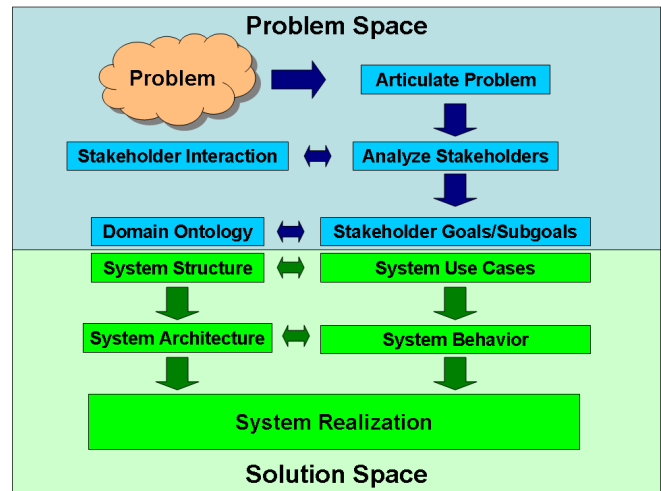 Problem Space
Problem
Articulate Problem
Stakeholder Interaction
Analyze Stakeholders
Domain Ontology
Stakeholder Goals/Subgoals
System Structure
System Use Cases
System Architecture
System Behavior
System Realization
Solution Space